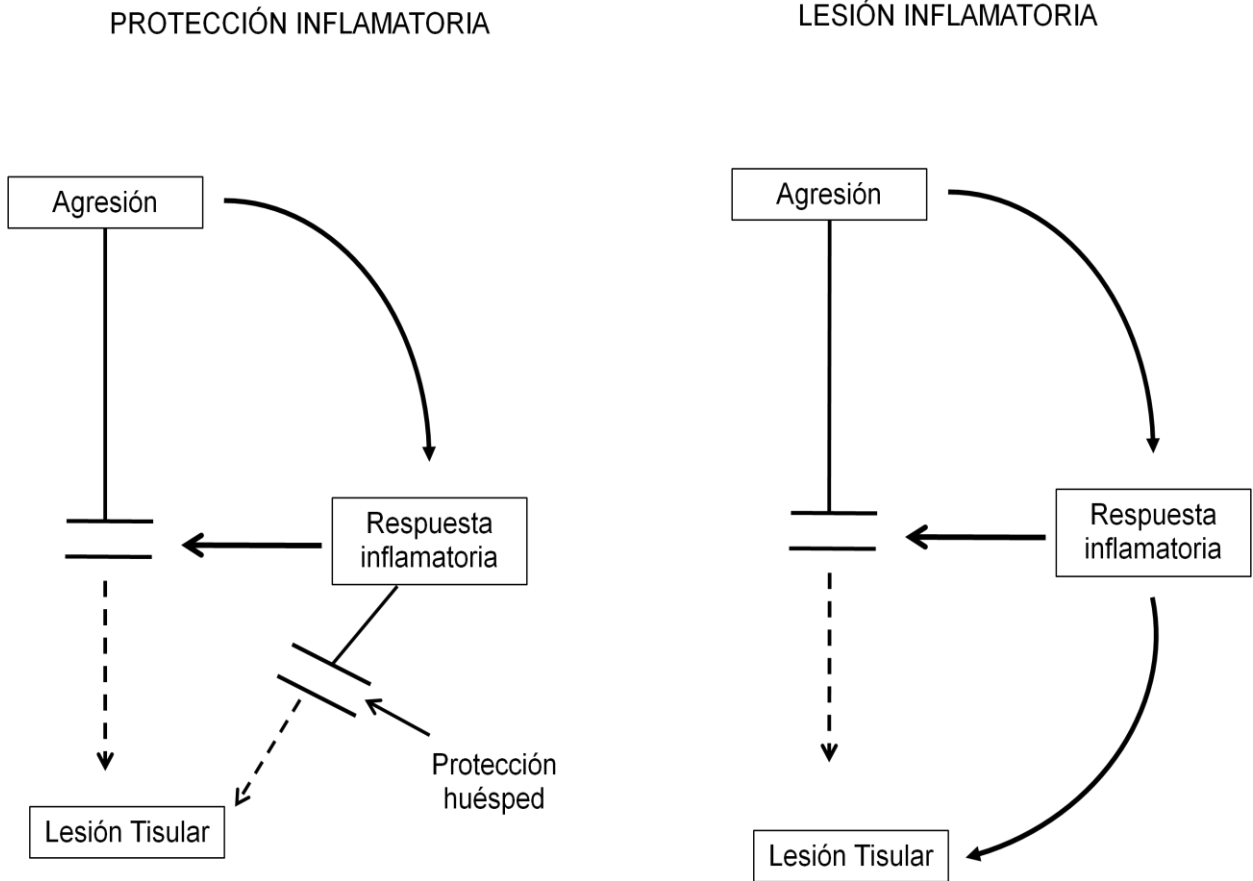 PROTECCIÓN INFLAMATORIA
Agresión
Respuesta
inflamatoria
Protección
huésped
Lesión Tisular
LESIÓN INFLAMATORIA
Agresión
Respuesta
inflamatoria
Lesión Tisular